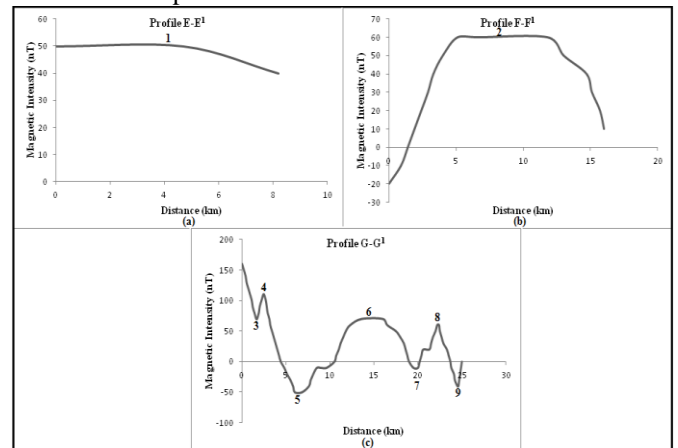 Profile E-E¹
Magnetic Intensity (nT)
60
50
40
30
20
10
0
1
0 2 4 6 8 10
Distance (km)
(a)
Profile F-F¹
Magnetic Intensity (nT)
70
60
50
40
30
20
10
0
-10
-20
-30
2
0 5 10 15 20
Distance (km)
(b)
Profile G-G¹
Magnetic Intensity (nT)
200
150
100
50
0
-50
-100
3 4 5 6 7 8 9
0 5 10 15 20 25 30
Distance (km)
(c)